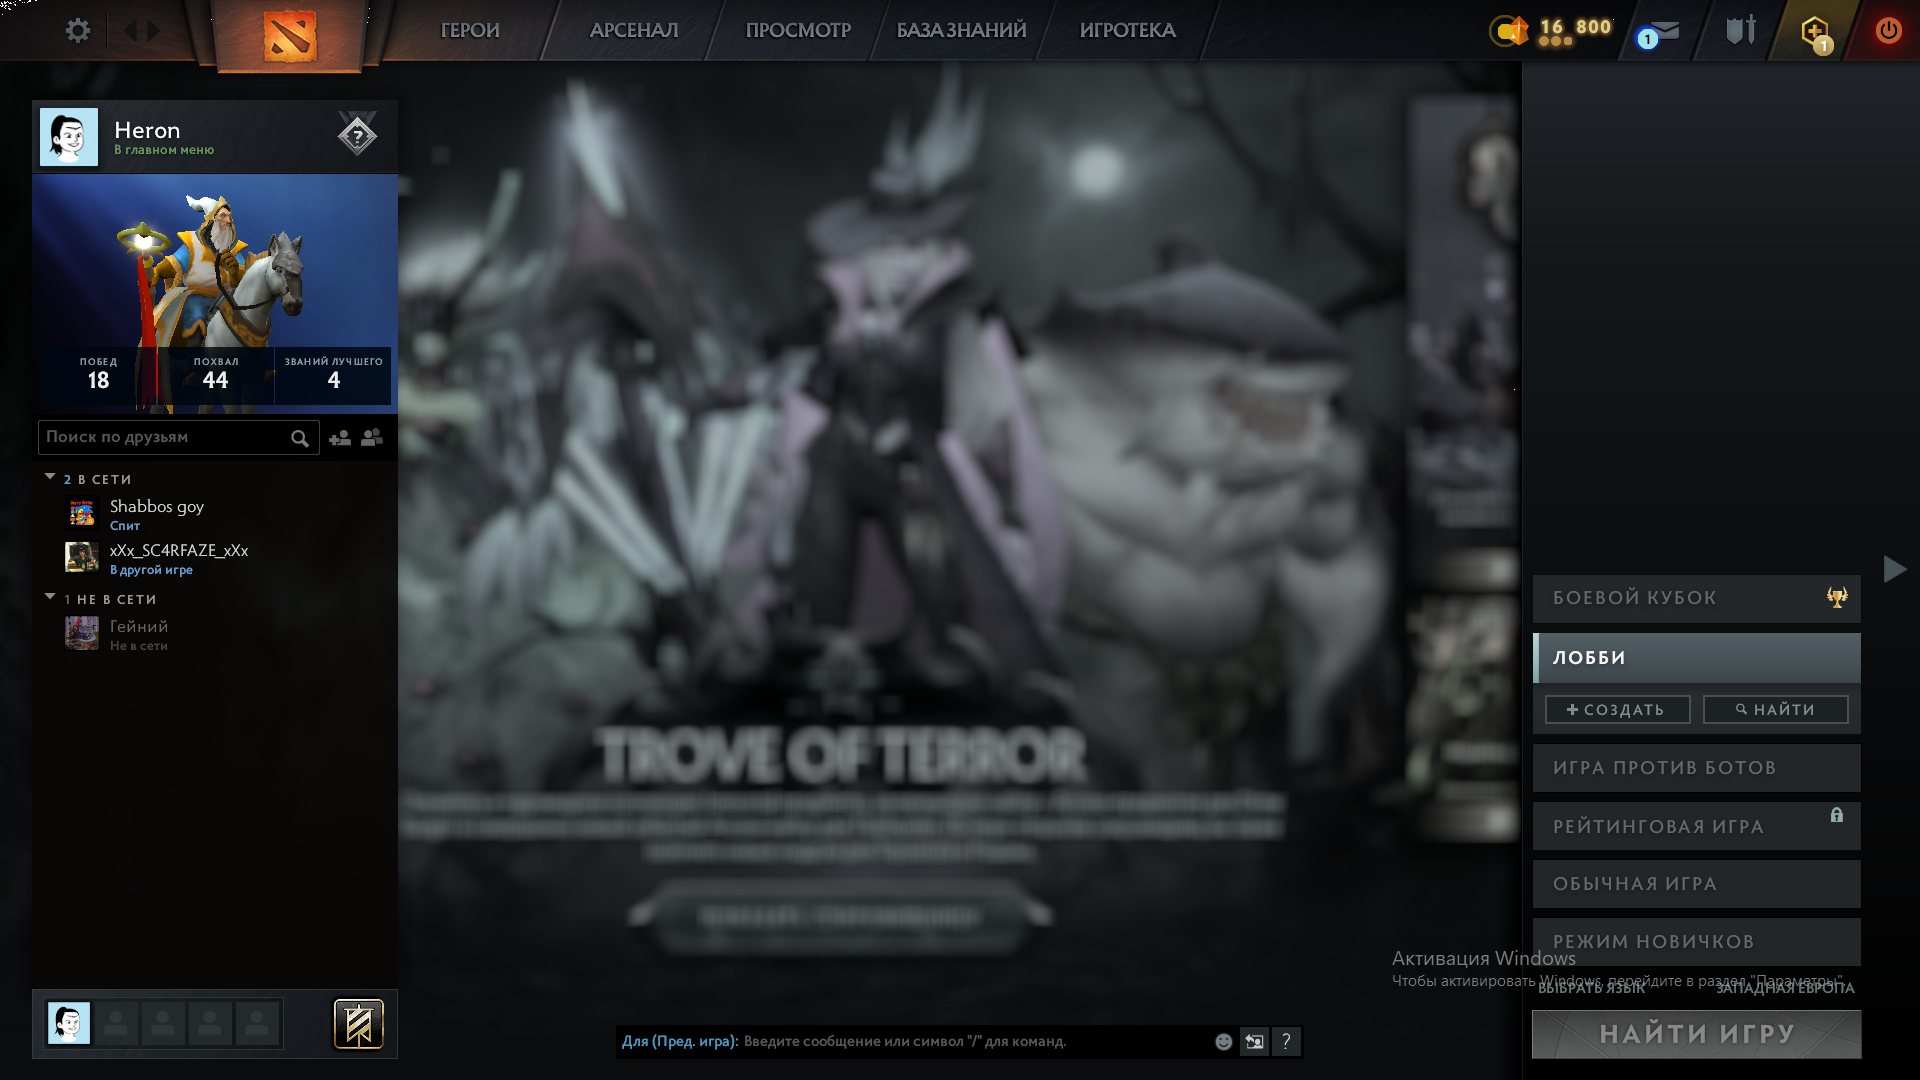 ГЕРОИ
АРСЕНАЛ
ПРОСМОТР
БАЗА ЗНАНИЙ
ИГРОТЕКА
16 800
1
1
Heron
В главном меню
?
ПОБЕД
18
ПОХВАЛ
44
ЗВАНИЙ ЛУЧШЕГО
4
Поиск по друзьям
2 В СЕТИ
Shabbos goy
Спит
xXx_SC4RFAZE_xXx
В другой игре
1 НЕ В СЕТИ
Гейний
Не в сети
TROVE OF TERROR
БОЕВОЙ КУБОК
ЛОББИ
СОЗДАТЬ
НАЙТИ
ИГРА ПРОТИВ БОТОВ
РЕЙТИНГОВАЯ ИГРА
ОБЫЧНАЯ ИГРА
РЕЖИМ НОВИЧКОВ
Активация Windows
Чтобы активировать Windows, перейдите в раздел "Параметры".
ВЫБРАТЬ ЯЗЫК
ЗАПАДНАЯ ЕВРОПА
НАЙТИ ИГРУ
Для (Пред. игра): Введите сообщение или символ "/" для команд.
?